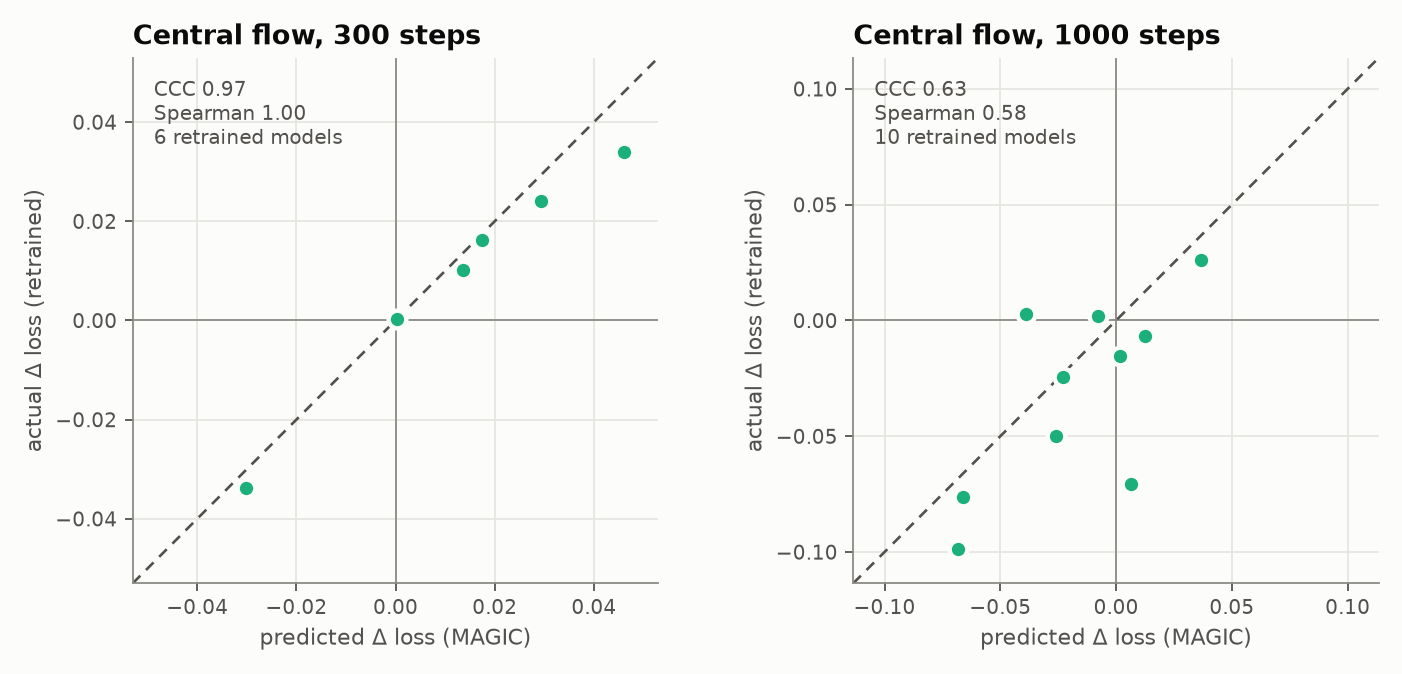 Central flow, 300 steps
CCC 0.97
Spearman 1.00
6 retrained models
0.04
0.02
0.00
−0.02
−0.04
actual Δ loss (retrained)
−0.04
−0.02
0.00
0.02
0.04
predicted Δ loss (MAGIC)
Central flow, 1000 steps
CCC 0.63
Spearman 0.58
10 retrained models
0.10
0.05
0.00
−0.05
−0.10
actual Δ loss (retrained)
−0.10
−0.05
0.00
0.05
0.10
predicted Δ loss (MAGIC)